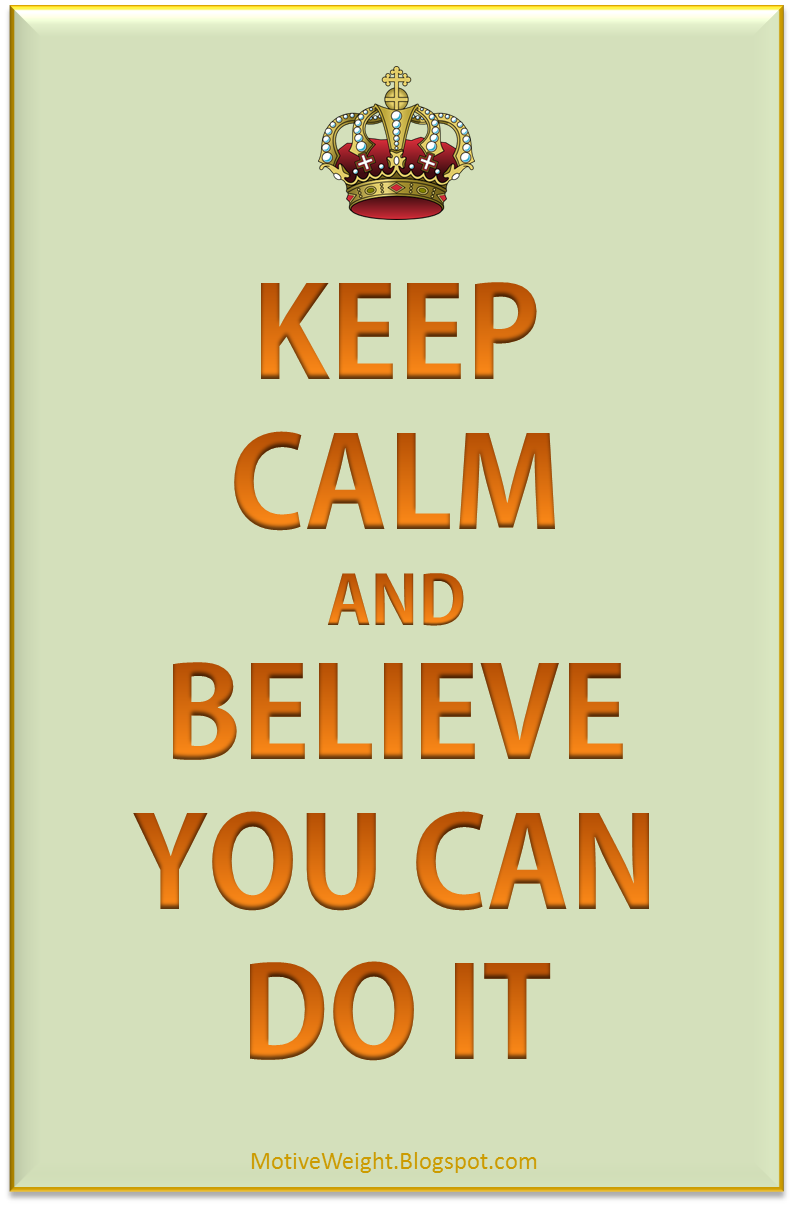 KEEP
CALM
AND
BELIEVE
YOU CAN
DO IT
MotiveWeight.Blogspot.com